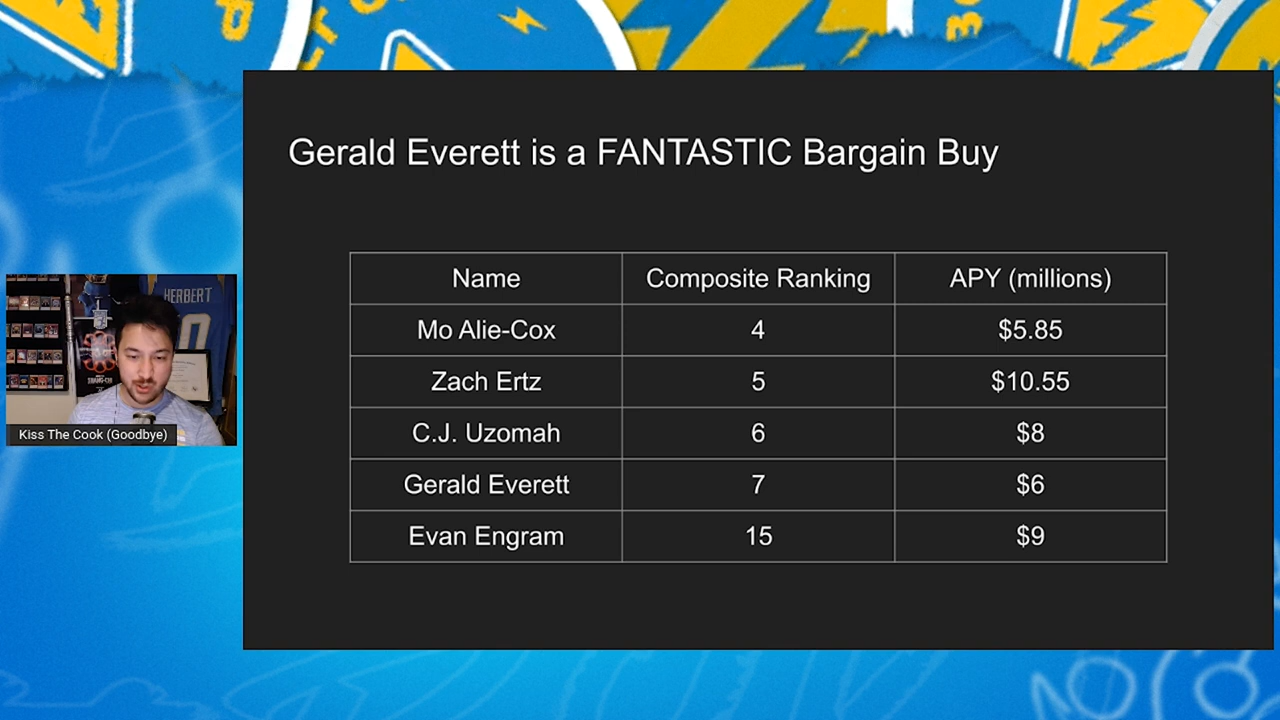 Gerald Everett is a FANTASTIC Bargain Buy
Name Composite Ranking APY (millions)
Mo Alie-Cox 4 $5.85
Zach Ertz 5 $10.55
C.J. Uzomah 6 $8
Gerald Everett 7 $6
Evan Engram 15 $9
HERBERT
Kiss The Cook (Goodbye)